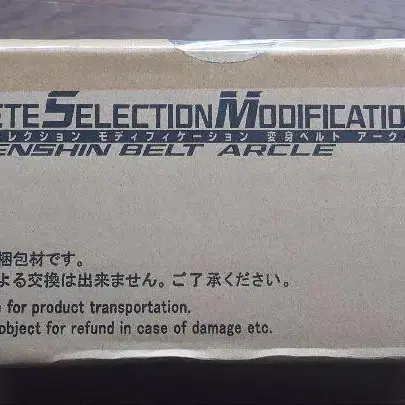 ETE SELECTION MODIFICATIO
レクション モディフィケーション 変身ベルト アーク
ENSHIN BELT ARCLE
梱包材です。
よる交換は出来ません。ご了承ください。
for product transportation.
object for refund in case of damage etc.